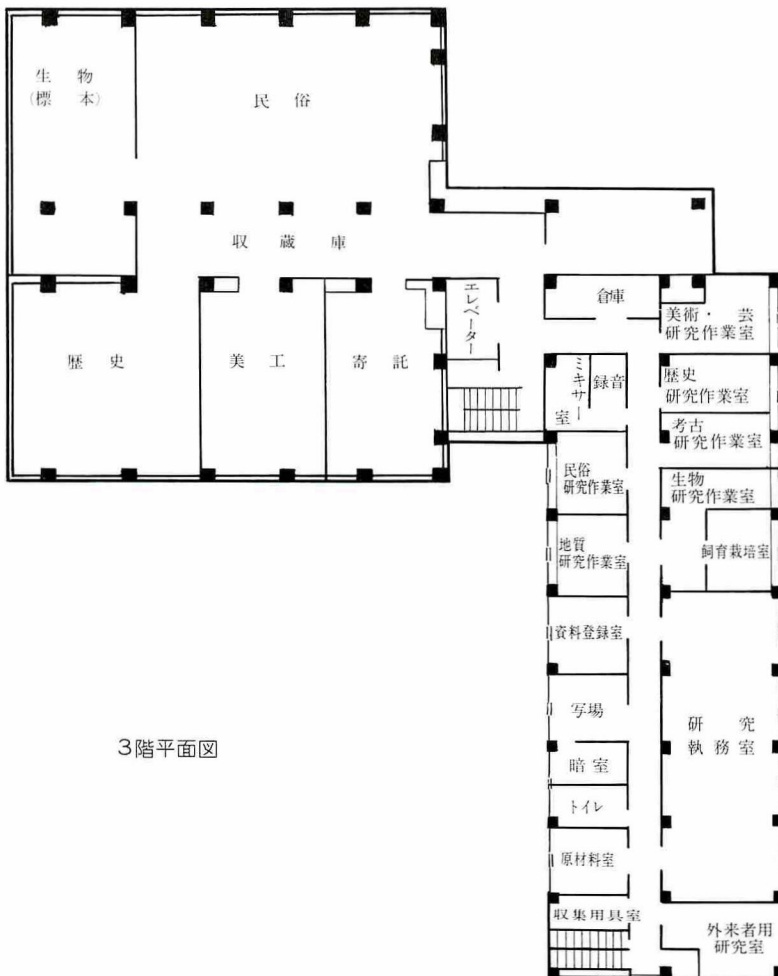 生物
(標本)
民俗
収蔵庫
歴史
美工
寄託
エレベーター
倉庫
美術・芸
研究作業室
ミキサー室
録音
歴史
研究作業室
考古
研究作業室
民俗
研究作業室
生物
研究作業室
地質
研究作業室
飼育栽培室
資料登録室
写場
研究
執務室
暗室
トイレ
原材料室
収集用具室
外来者用
研究室
3階平面図